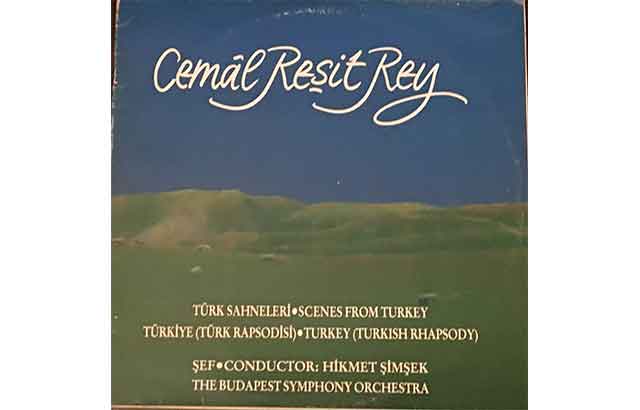 Cemâl Reşit Rey
TÜRK SAHNELERİ•SCENES FROM TURKEY
TÜRKİYE (TÜRK RAPSODİSİ)•TURKEY (TURKISH RHAPSODY)
ŞEF•CONDUCTOR: HİKMET ŞİMŞEK
THE BUDAPEST SYMPHONY ORCHESTRA